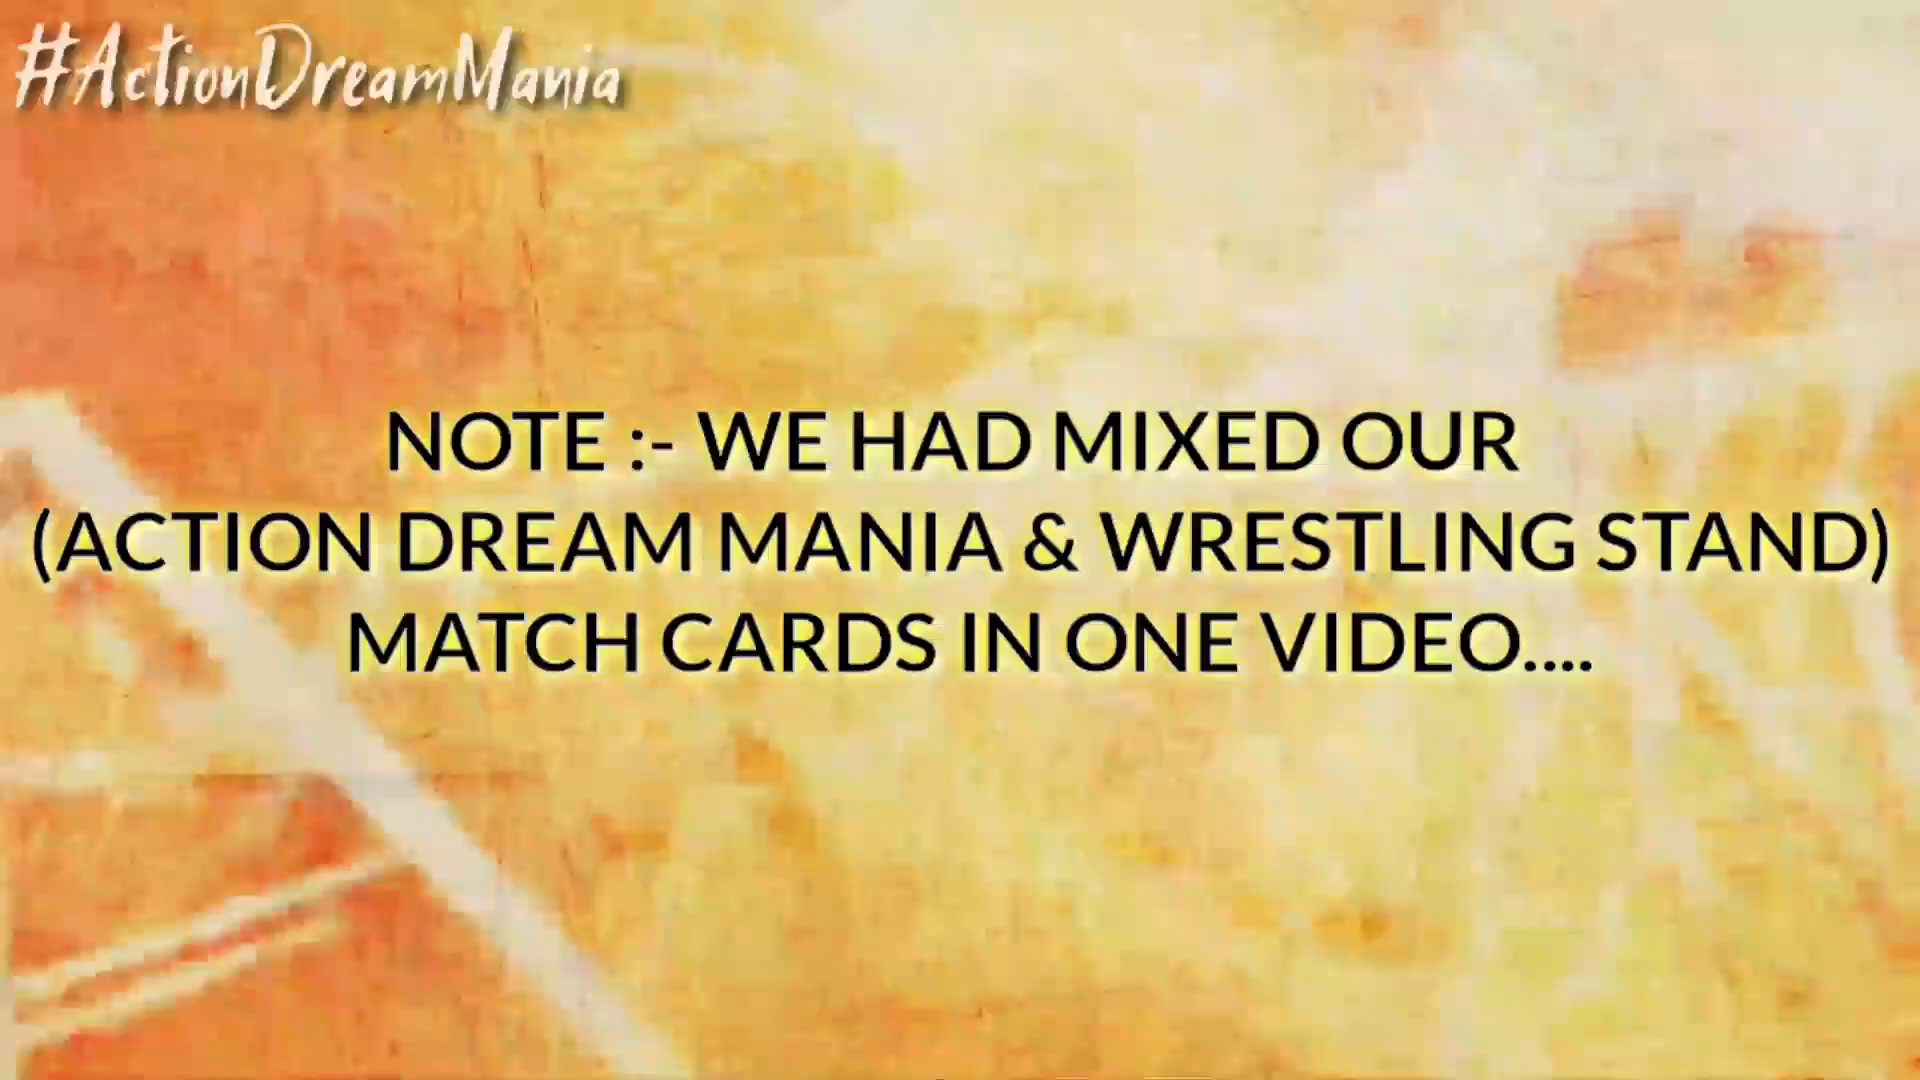 #ActionDreamMania
NOTE :- WE HAD MIXED OUR
(ACTION DREAM MANIA & WRESTLING STAND)
MATCH CARDS IN ONE VIDEO....